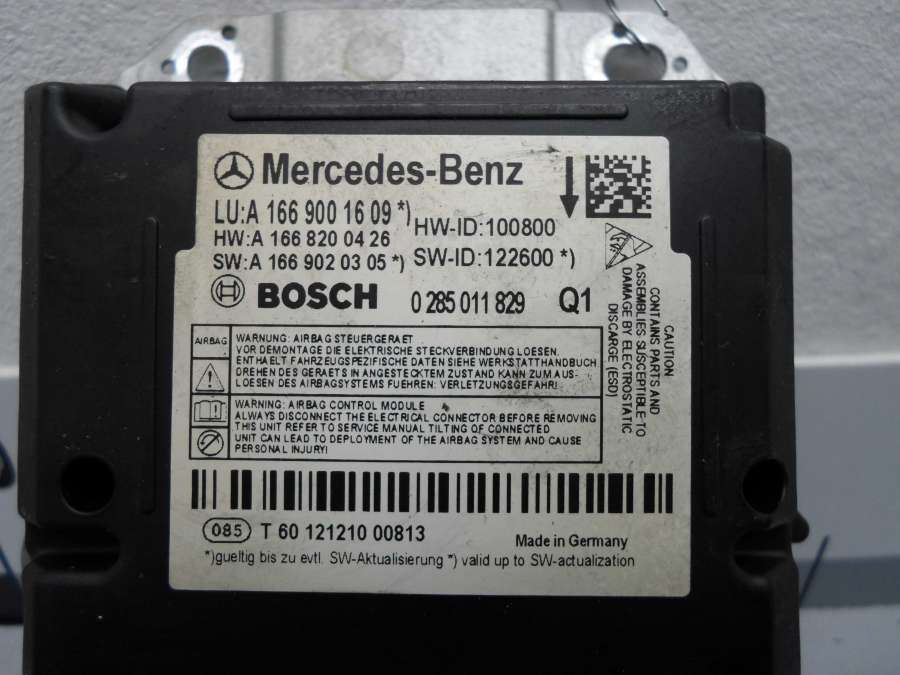 Mercedes-Benz
LU:A 166 900 16 09 *)
HW-ID:100800
HW:A 166 820 04 26
SW:A 166 902 03 05 *)
SW-ID:122600 *)
BOSCH 0 285 011 829 Q1
CAUTION
CONTAINS PARTS AND
ASSEMBLIES SUSCEPTIBLE TO
DAMAGE BY ELECTROSTATIC
DISCARGE (ESD)
AIRBAG
WARNUNG: AIRBAG STEUERGERAET
VOR DEMONTAGE DIE ELEKTRISCHE STECKVERBINDUNG LOESEN.
ENTHAELT FAHRZEUGSPEZIFISCHE DATEN SIEHE WERKSTATTHANDBUCH
DREHEN DES GERAETS IN ANGESTECKTEM ZUSTAND KANN ZUM AUS-
LOESEN DES AIRBAGSYSTEMS FUEHREN: VERLETZUNGSGEFAHR!
WARNING: AIRBAG CONTROL MODULE
ALWAYS DISCONNECT THE ELECTRICAL CONNECTOR BEFORE REMOVING
THIS UNIT REFER TO SERVICE MANUAL TILTING OF CONNECTED
UNIT CAN LEAD TO DEPLOYMENT OF THE AIRBAG SYSTEM AND CAUSE
PERSONAL INJURY!
085 T 60 121210 00813
Made in Germany
*)gueltig bis zu evtl. SW-Aktualisierung *) valid up to SW-actualization